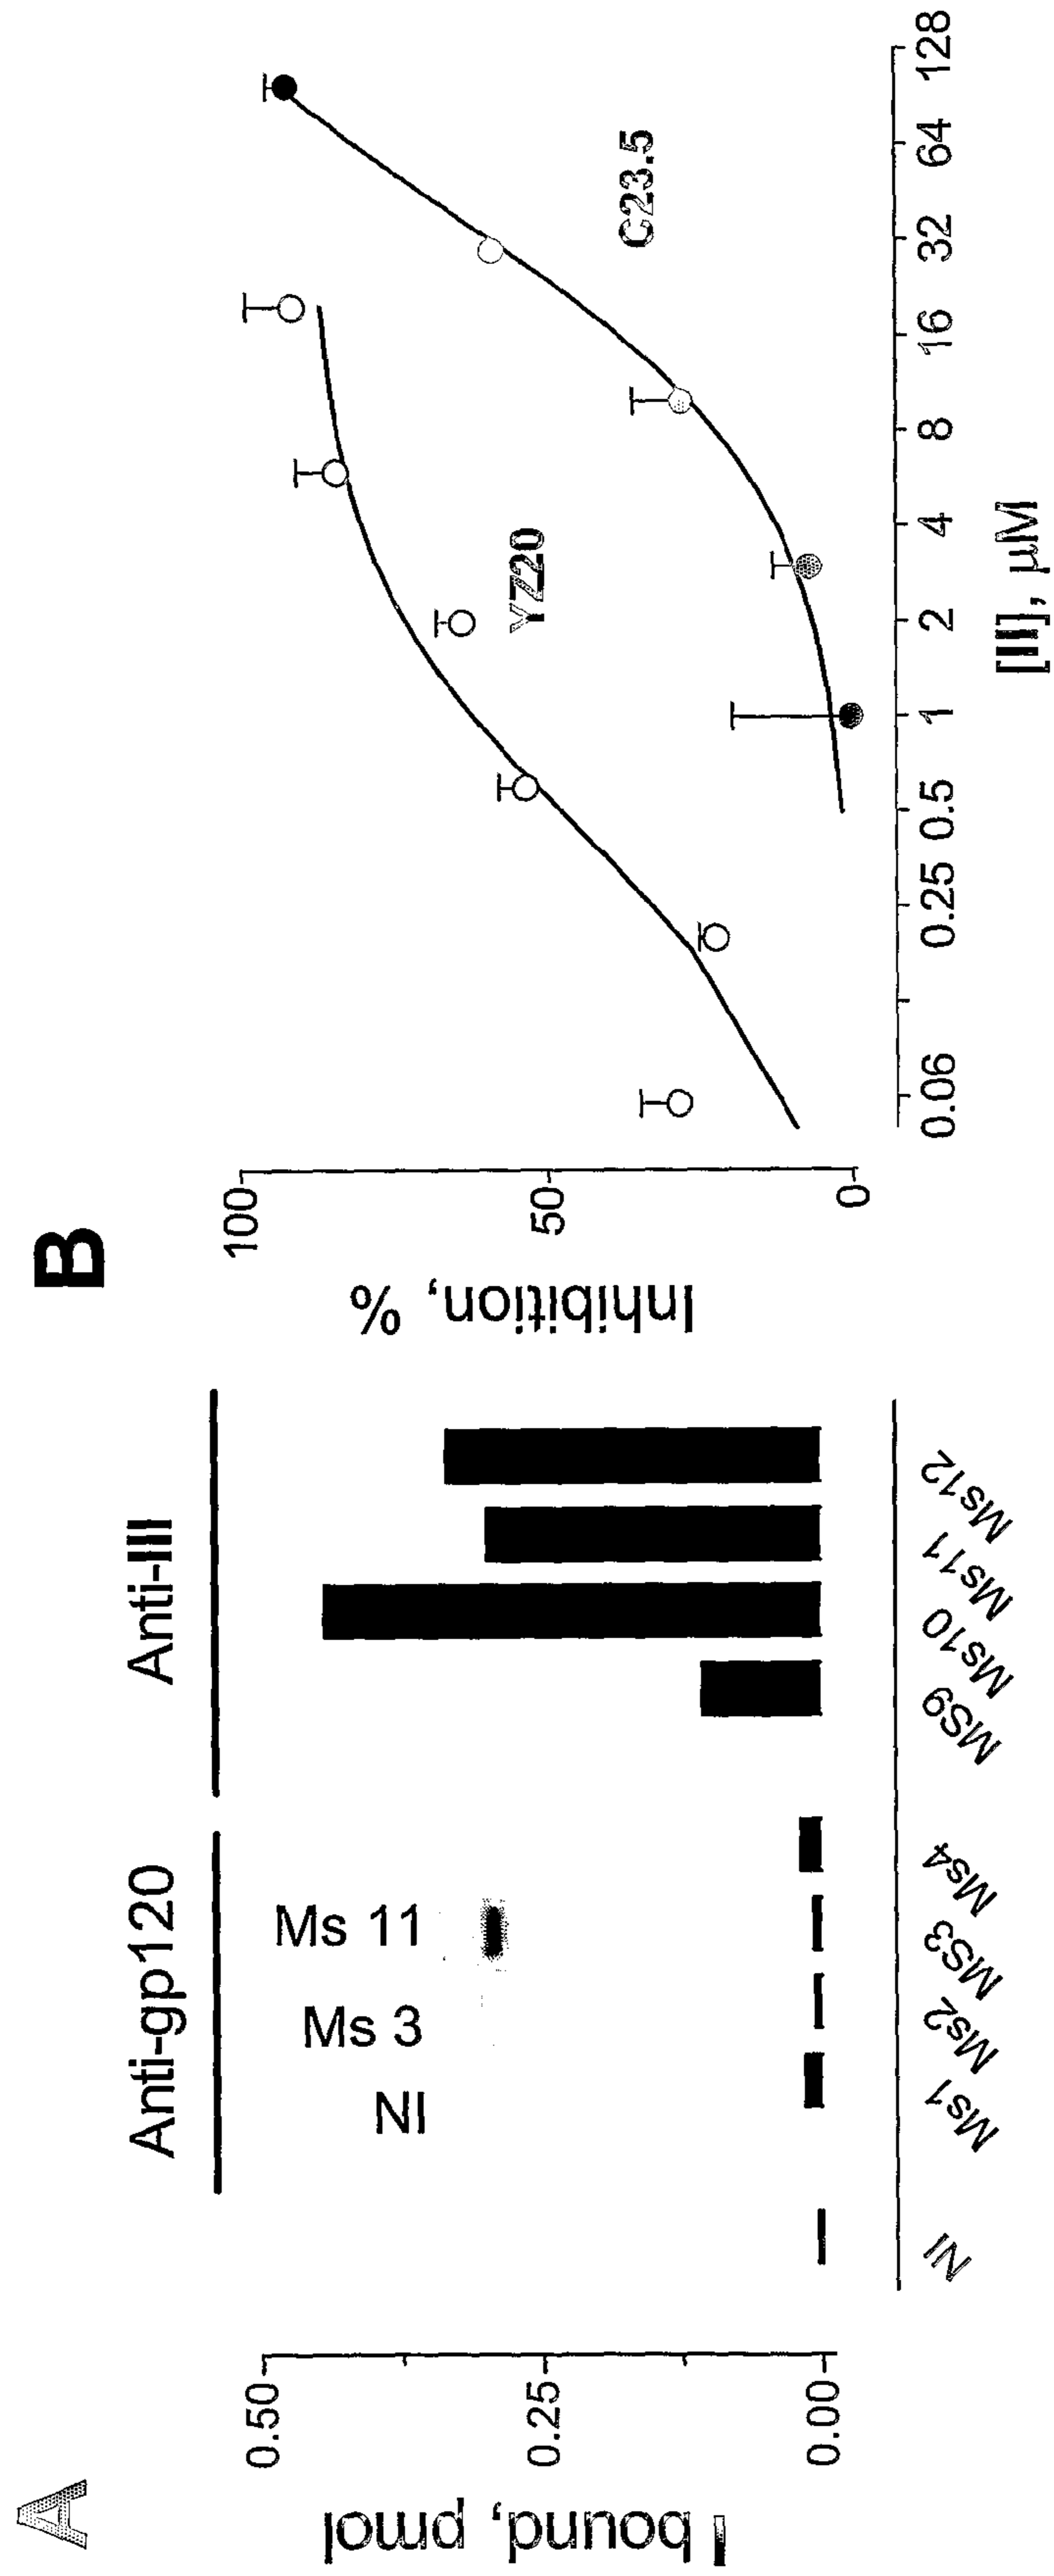 A
Anti-gp120
Anti-III
NI
Ms 3
Ms 11
I bound, pmol
0.50
0.25
0.00
NI
Ms1
Ms2
MS3
Ms4
MS9
Ms10
Ms11
Ms12
B
Inhibition, %
100
50
0
YZ20
C23.5
0.06
0.25
0.5
1
2
4
8
16
32
64
128
[II], µM